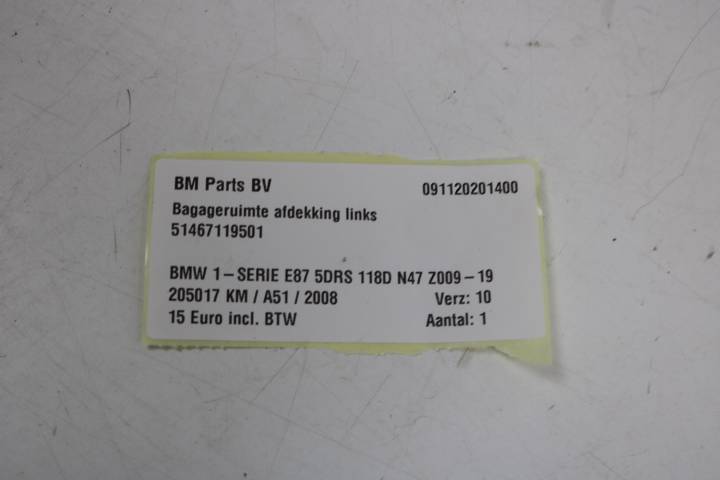 BM Parts BV 091120201400
Bagageruimte afdekking links
51467119501
BMW 1-SERIE E87 5DRS 118D N47 Z009-19
205017 KM / A51 / 2008 Verz: 10
15 Euro incl. BTW Aantal: 1